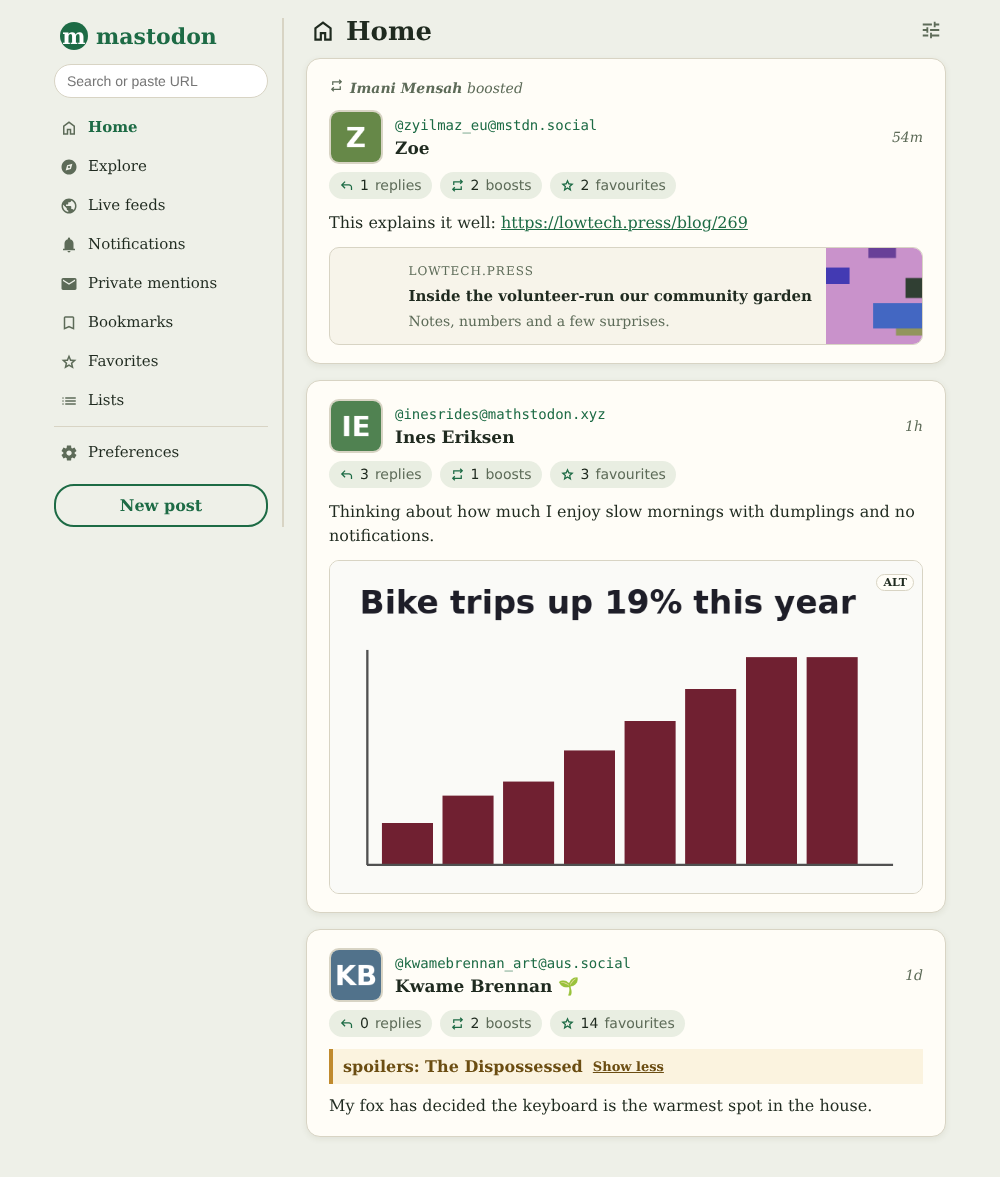 mastodon
Search or paste URL
Home
Explore
Live feeds
Notifications
Private mentions
Bookmarks
Favorites
Lists
Preferences
New post
Home
Imani Mensah boosted
Z
@zyilmaz_eu@mstdn.social
Zoe
54m
1 replies
2 boosts
2 favourites
This explains it well: https://lowtech.press/blog/269
LOWTECH.PRESS
Inside the volunteer-run our community garden
Notes, numbers and a few surprises.
IE
@inesrides@mathstodon.xyz
Ines Eriksen
1h
3 replies
1 boosts
3 favourites
Thinking about how much I enjoy slow mornings with dumplings and no
notifications.
ALT
Bike trips up 19% this year
KB
@kwamebrennan_art@aus.social
Kwame Brennan 🌱
1d
0 replies
2 boosts
14 favourites
spoilers: The Dispossessed Show less
My fox has decided the keyboard is the warmest spot in the house.